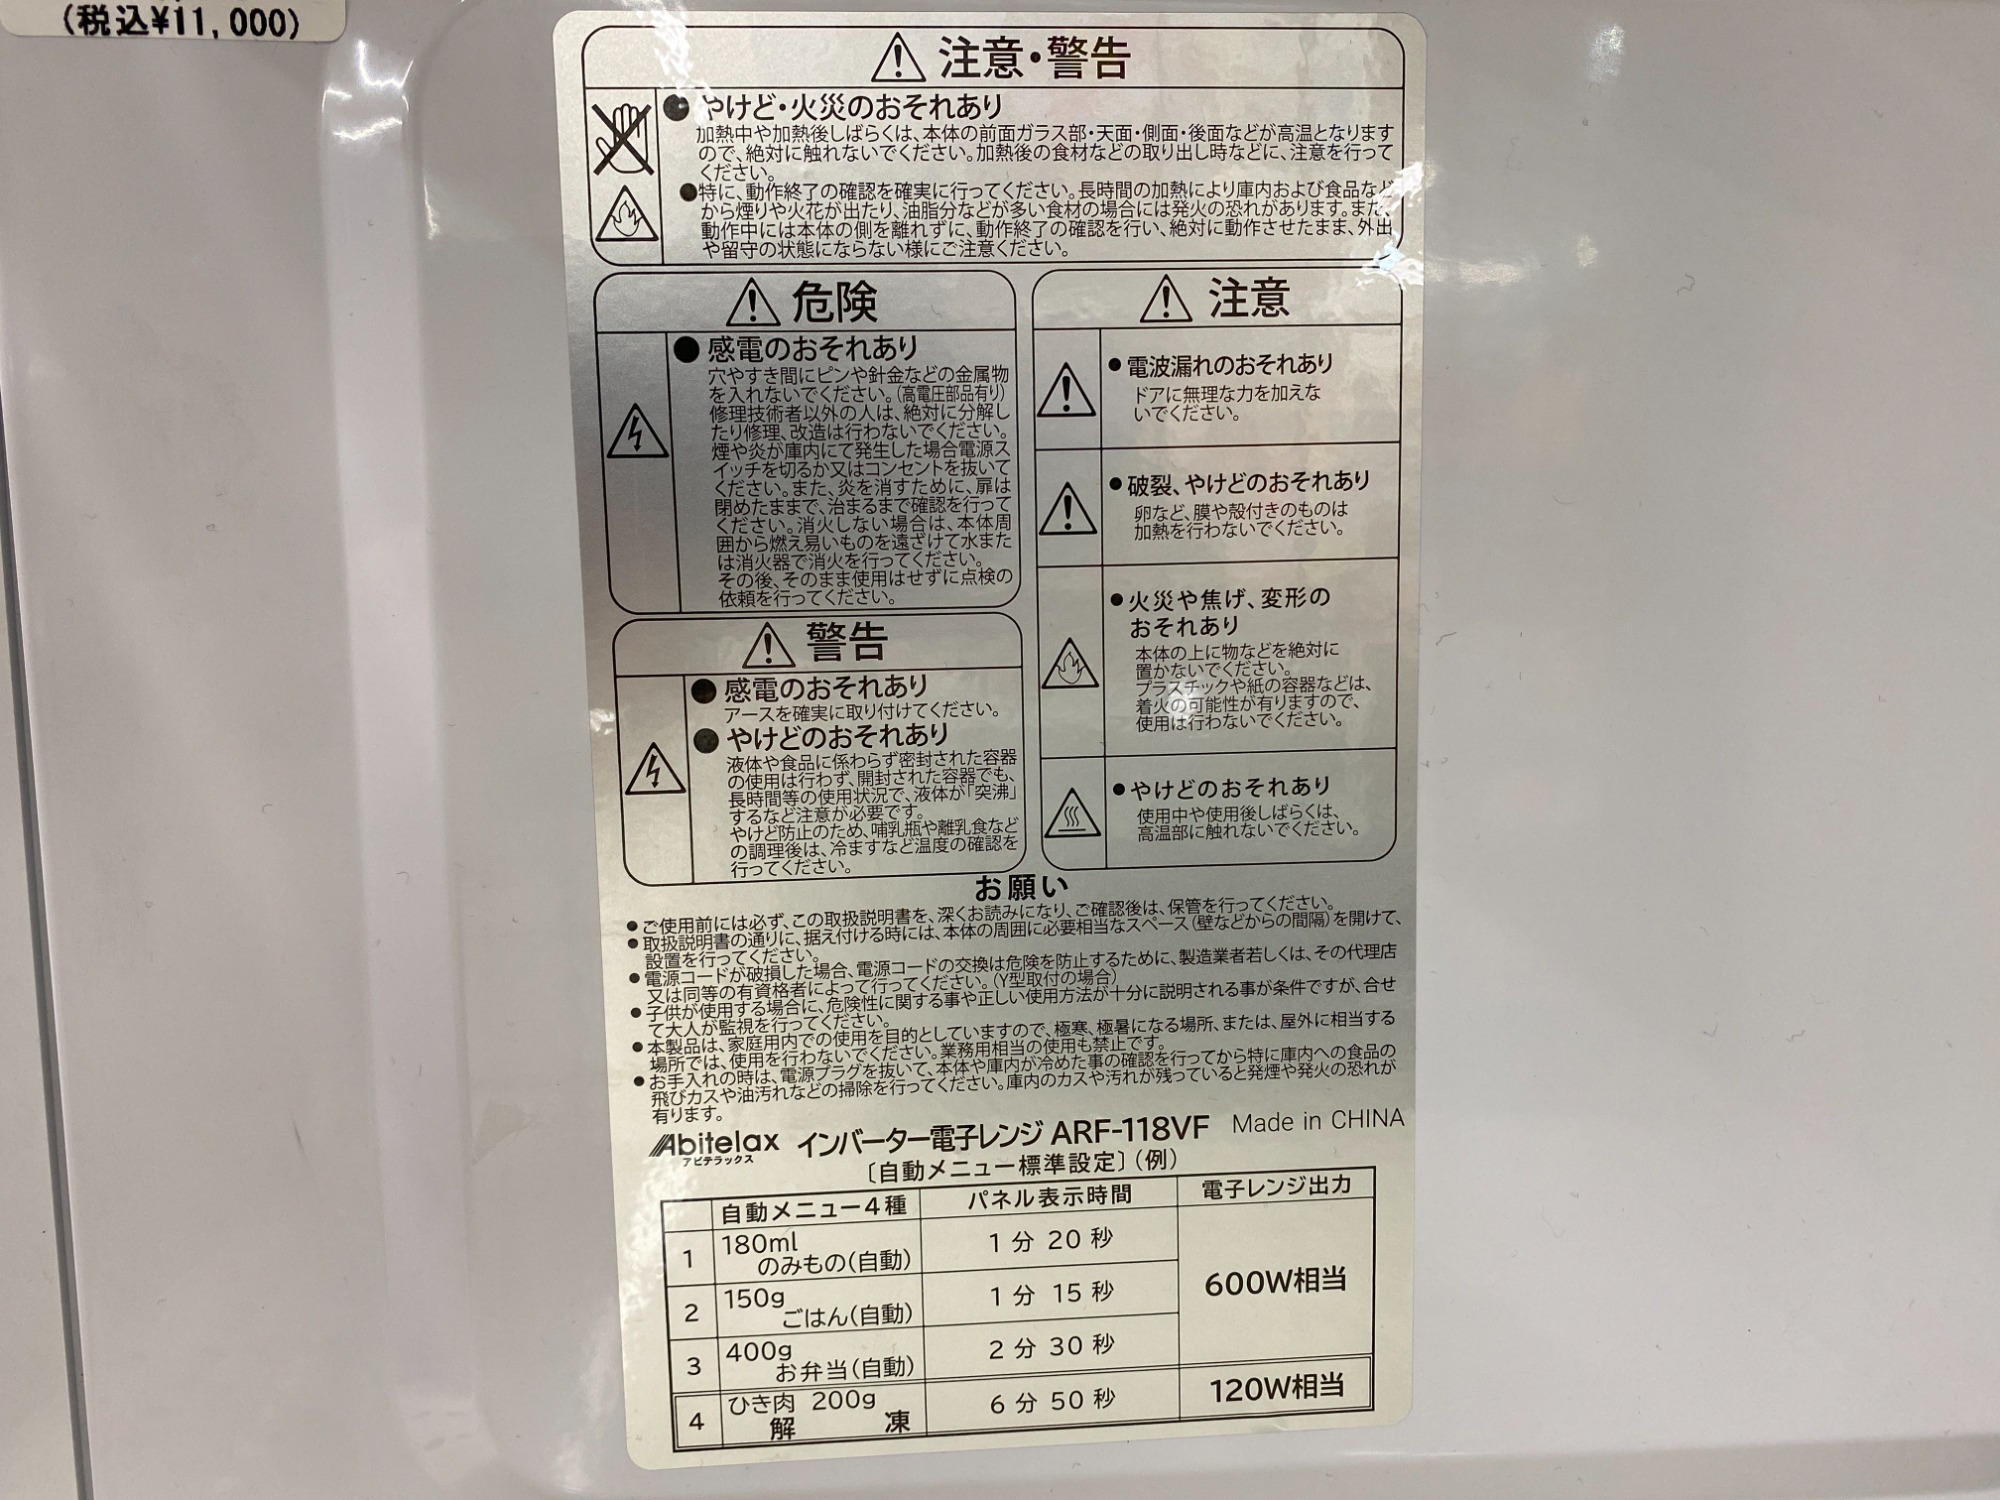 (税込¥11,000)
注意・警告
●やけど・火災のおそれあり
加熱中や加熱後しばらくは、本体の前面ガラス部・天面・側面・後面などが高温となります
ので、絶対に触れないでください。加熱後の食材などの取り出し時などに、注意を行って
ください。
●特に、動作終了の確認を確実に行ってください。長時間の加熱により庫内および食品など
から煙りや火花が出たり、油脂分などが多い食材の場合には発火の恐れがあります。また、
動作中には本体の側を離れずに、動作終了の確認を行い、絶対に動作させたまま、外出
や留守の状態にならない様にご注意ください。
危険
●感電のおそれあり
穴やすき間にピンや針金などの金属物
を入れないでください。(高電圧部品有り)
修理技術者以外の人は、絶対に分解し
たり修理、改造は行わないでください。
煙や炎が庫内にて発生した場合電源ス
イッチを切るか又はコンセントを抜いて
ください。また、炎を消すために、扉は
閉めたままで、治まるまで確認を行って
ください。消火しない場合は、本体周
囲から燃え易いものを遠ざけて水また
は消火器で消火を行ってください。
その後、そのまま使用はせずに点検の
依頼を行ってください。
警告
●感電のおそれあり
アースを確実に取り付けてください。
●やけどのおそれあり
液体や食品に係わらず密封された容器
の使用は行わず、開封された容器でも、
長時間等の使用状況で、液体が「突沸」
するなど注意が必要です。
やけど防止のため、哺乳瓶や離乳食など
の調理後は、冷ますなど温度の確認を
行ってください。
注意
●電波漏れのおそれあり
ドアに無理な力を加えな
いでください。
●破裂、やけどのおそれあり
卵など、膜や殻付きのものは
加熱を行わないでください。
●火災や焦げ、変形の
おそれあり
本体の上に物などを絶対に
置かないでください。
プラスチックや紙の容器などは、
着火の可能性が有りますので、
使用は行わないでください。
●やけどのおそれあり
使用中や使用後しばらくは、
高温部に触れないでください。
お願い
●ご使用前には必ず、この取扱説明書を、深くお読みになり、ご確認後は、保管を行ってください。
●取扱説明書の通りに、据え付ける時には、本体の周囲に必要相当なスペース(壁などからの間隔)を開けて、
設置を行ってください。
●電源コードが破損した場合、電源コードの交換は危険を防止するために、製造業者若しくは、その代理店
又は同等の有資格者によって行ってください。(Y型取付の場合)
●子供が使用する場合に、危険性に関する事や正しい使用方法が十分に説明される事が条件ですが、合せ
て大人が監視を行ってください。
●本製品は、家庭用内での使用を目的としていますので、極寒、極暑になる場所、または、屋外に相当する
場所では、使用を行わないでください。業務用相当の使用も禁止です。
●お手入れの時は、電源プラグを抜いて、本体や庫内が冷めた事の確認を行ってから特に庫内への食品の
飛びカスや油汚れなどの掃除を行ってください。庫内のカスや汚れが残っていると発煙や発火の恐れが
有ります。
Abitelax インバーター電子レンジ ARF-118VF Made in CHINA
アビテラックス
〔自動メニュー標準設定〕(例)
自動メニュー4種 パネル表示時間 電子レンジ出力
1 180ml のみもの(自動) 1分20秒
2 150g ごはん(自動) 1分15秒 600W相当
3 400g お弁当(自動) 2分30秒
4 ひき肉 200g 解凍 6分50秒 120W相当